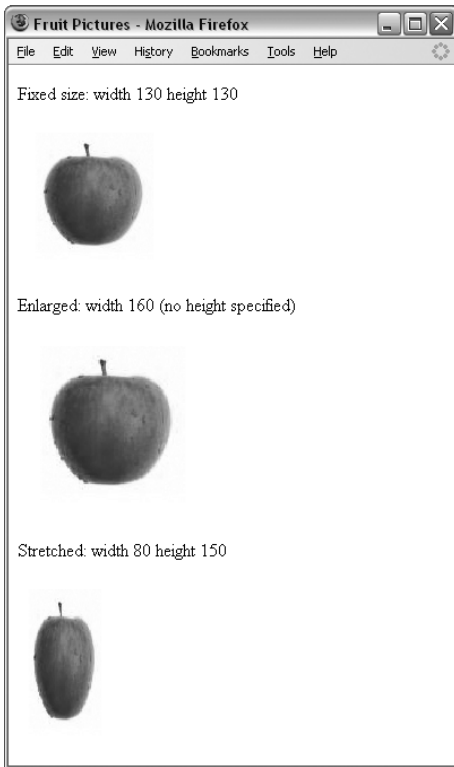 Fruit Pictures - Mozilla Firefox
File Edit View History Bookmarks Tools Help
Fixed size: width 130 height 130
Enlarged: width 160 (no height specified)
Stretched: width 80 height 150